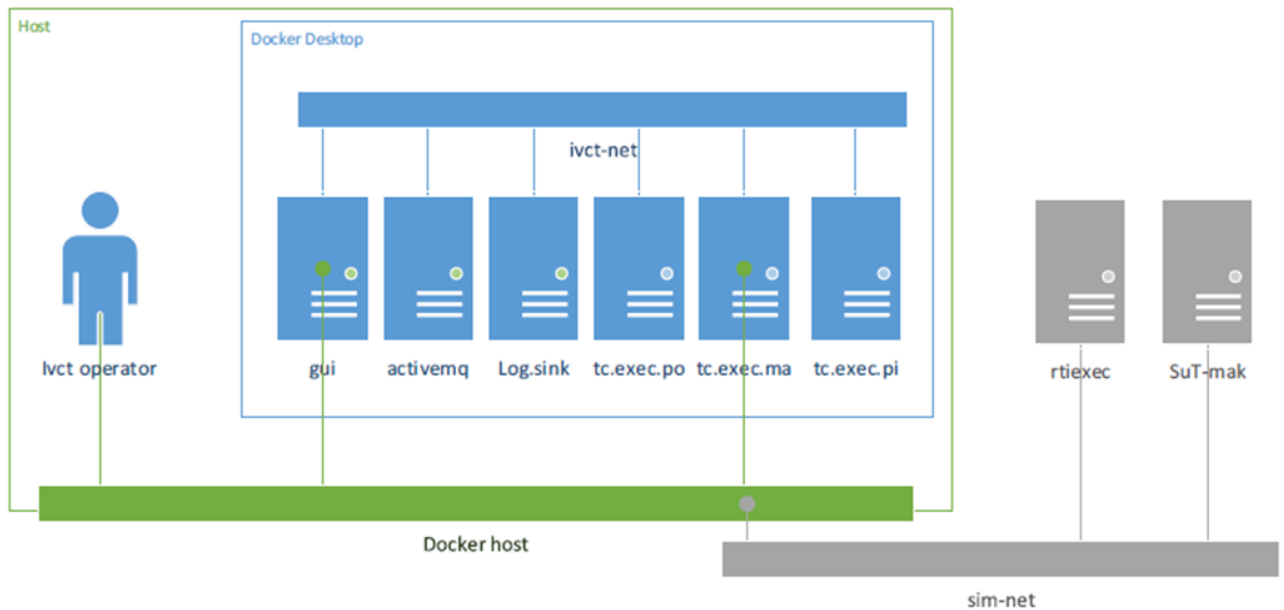 Host
Docker Desktop
ivct-net
Ivct operator
gui
activemq
Log.sink
tc.exec.po
tc.exec.ma
tc.exec.pi
rtiexec
SuT-mak
Docker host
sim-net